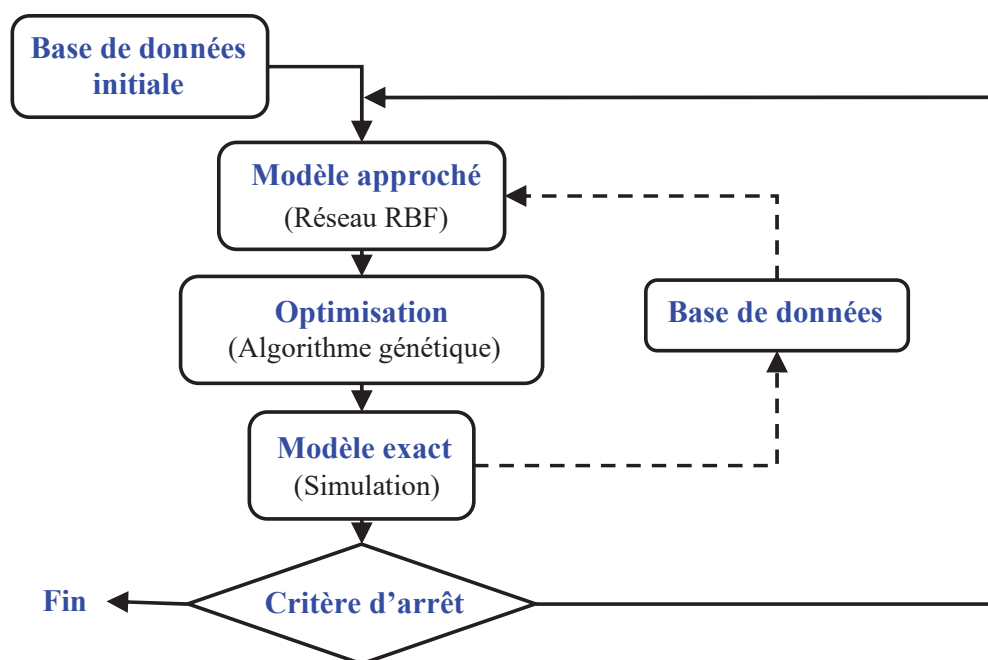 Base de données
initiale
Modèle approché
(Réseau RBF)
Optimisation
(Algorithme génétique)
Base de données
Modèle exact
(Simulation)
Fin
Critère d’arrêt